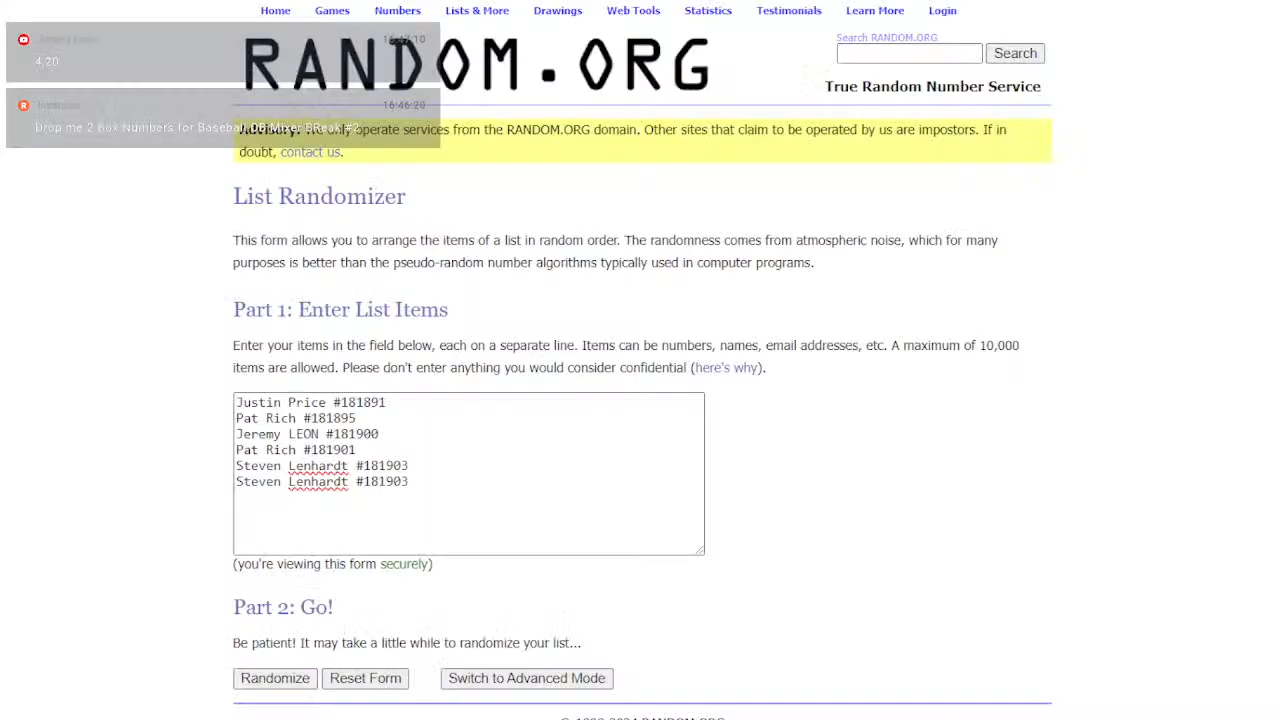 Home Games Numbers Lists & More Drawings Web Tools Statistics Testimonials Learn More Login
16:47:10
4,20
16:46:20
Drop me 2 Box Numbers for Baseball DB Mixer BReak #2
RANDOM.ORG
Search RANDOM.ORG
Search
True Random Number Service
operate services from the RANDOM.ORG domain. Other sites that claim to be operated by us are impostors. If in
doubt, contact us.
List Randomizer
This form allows you to arrange the items of a list in random order. The randomness comes from atmospheric noise, which for many
purposes is better than the pseudo-random number algorithms typically used in computer programs.
Part 1: Enter List Items
Enter your items in the field below, each on a separate line. Items can be numbers, names, email addresses, etc. A maximum of 10,000
items are allowed. Please don't enter anything you would consider confidential (here's why).
Justin Price #181891
Pat Rich #181895
Jeremy LEON #181900
Pat Rich #181901
Steven Lenhardt #181903
Steven Lenhardt #181903
(you're viewing this form securely)
Part 2: Go!
Be patient! It may take a little while to randomize your list...
Randomize Reset Form Switch to Advanced Mode